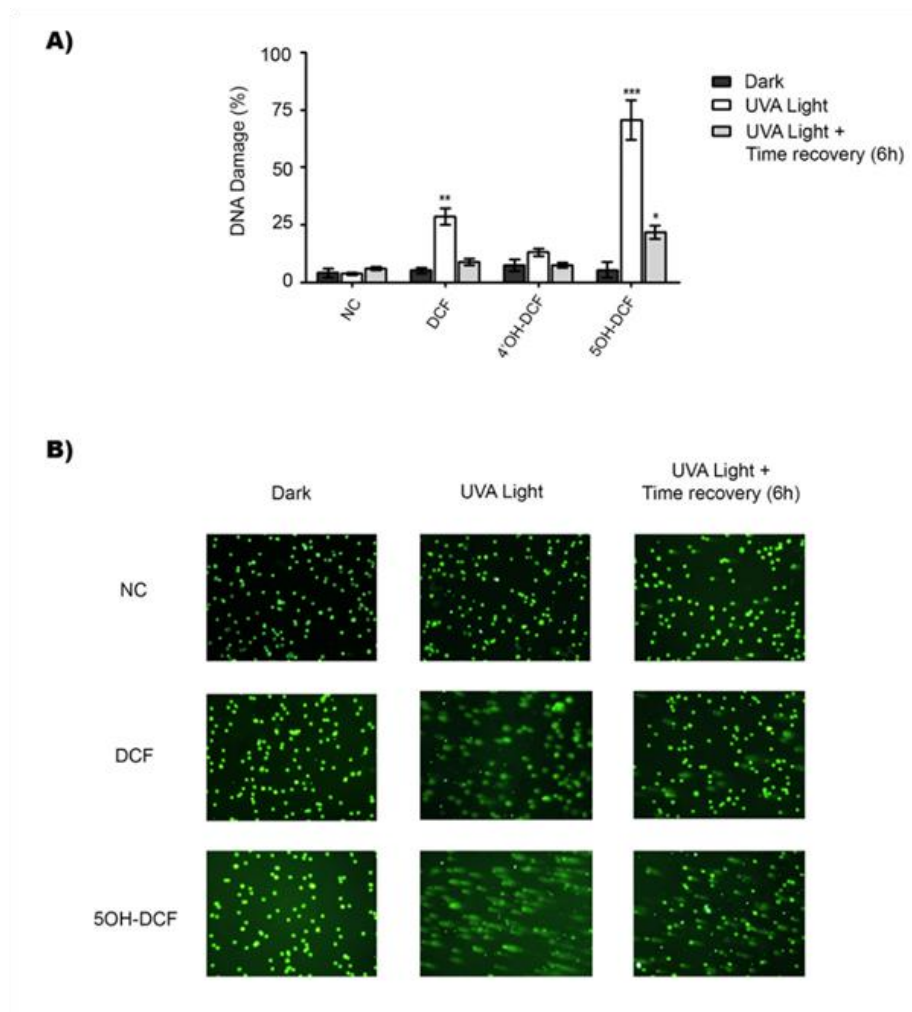 A)
100
75
50
25
0
DNA Damage (%)
**
***
*
NC
DCF
4'OH-DCF
5OH-DCF
Dark
UVA Light
UVA Light +
Time recovery (6h)
B)
Dark
UVA Light
UVA Light +
Time recovery (6h)
NC
DCF
5OH-DCF